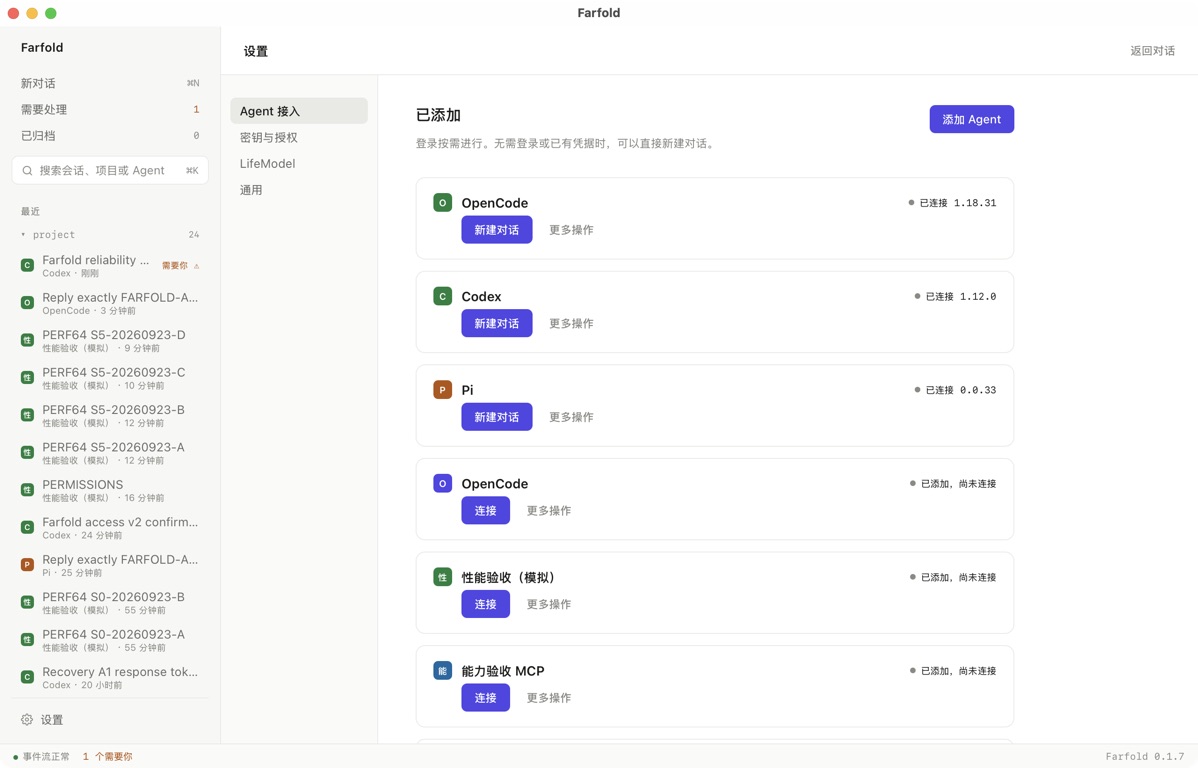 Farfold
Farfold
新对话 ⌘N
需要处理 1
已归档 0
搜索会话、项目或 Agent ⌘K
最近
project 24
C Farfold reliability ... 需要你 ⚠
Codex · 刚刚
O Reply exactly FARFOLD-A...
OpenCode · 3 分钟前
性 PERF64 S5-20260923-D
性能验收（模拟） · 9 分钟前
性 PERF64 S5-20260923-C
性能验收（模拟） · 10 分钟前
性 PERF64 S5-20260923-B
性能验收（模拟） · 12 分钟前
性 PERF64 S5-20260923-A
性能验收（模拟） · 12 分钟前
性 PERMISSIONS
性能验收（模拟） · 16 分钟前
C Farfold access v2 confirm...
Codex · 24 分钟前
P Reply exactly FARFOLD-A...
Pi · 25 分钟前
性 PERF64 S0-20260923-B
性能验收（模拟） · 55 分钟前
性 PERF64 S0-20260923-A
性能验收（模拟） · 55 分钟前
C Recovery A1 response tok...
Codex · 20 小时前
设置
设置 返回对话
Agent 接入
密钥与授权
LifeModel
通用
已添加 添加 Agent
登录按需进行。无需登录或已有凭据时，可以直接新建对话。
O OpenCode 已连接 1.18.31
新建对话 更多操作
C Codex 已连接 1.12.0
新建对话 更多操作
P Pi 已连接 0.0.33
新建对话 更多操作
O OpenCode 已添加，尚未连接
连接 更多操作
性 性能验收（模拟） 已添加，尚未连接
连接 更多操作
能 能力验收 MCP 已添加，尚未连接
连接 更多操作
事件流正常 1 个需要你 Farfold 0.1.7